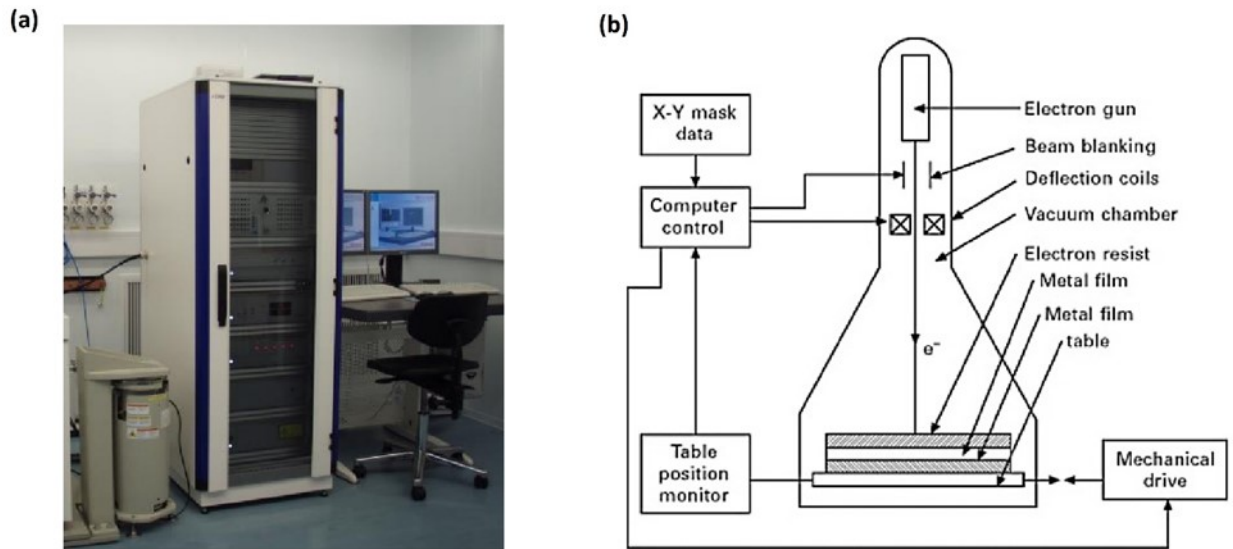 (a)
(b)
X-Y mask
data
Computer
control
Table
position
monitor
Electron gun
Beam blanking
Deflection coils
Vacuum chamber
Electron resist
Metal film
Metal film
table
e⁻
Mechanical
drive